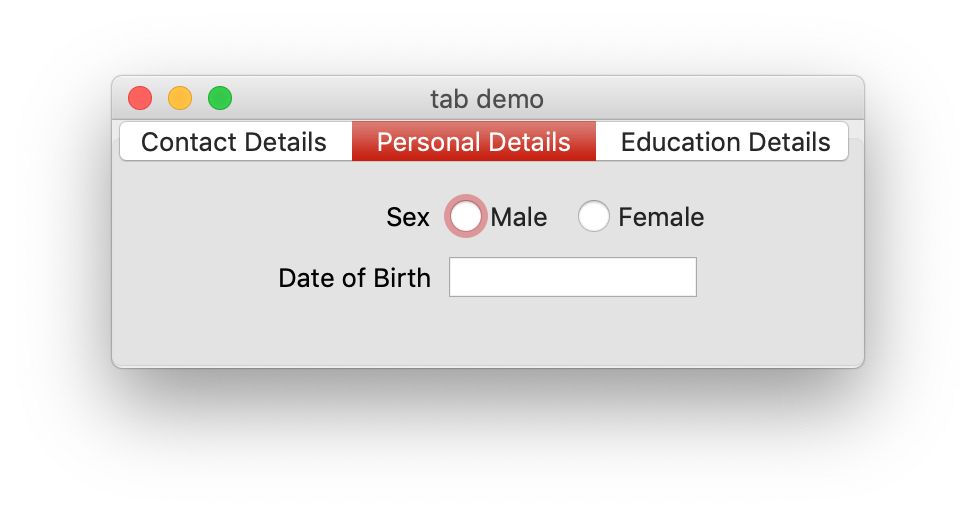 tab demo
Contact Details Personal Details Education Details
Sex Male Female
Date of Birth